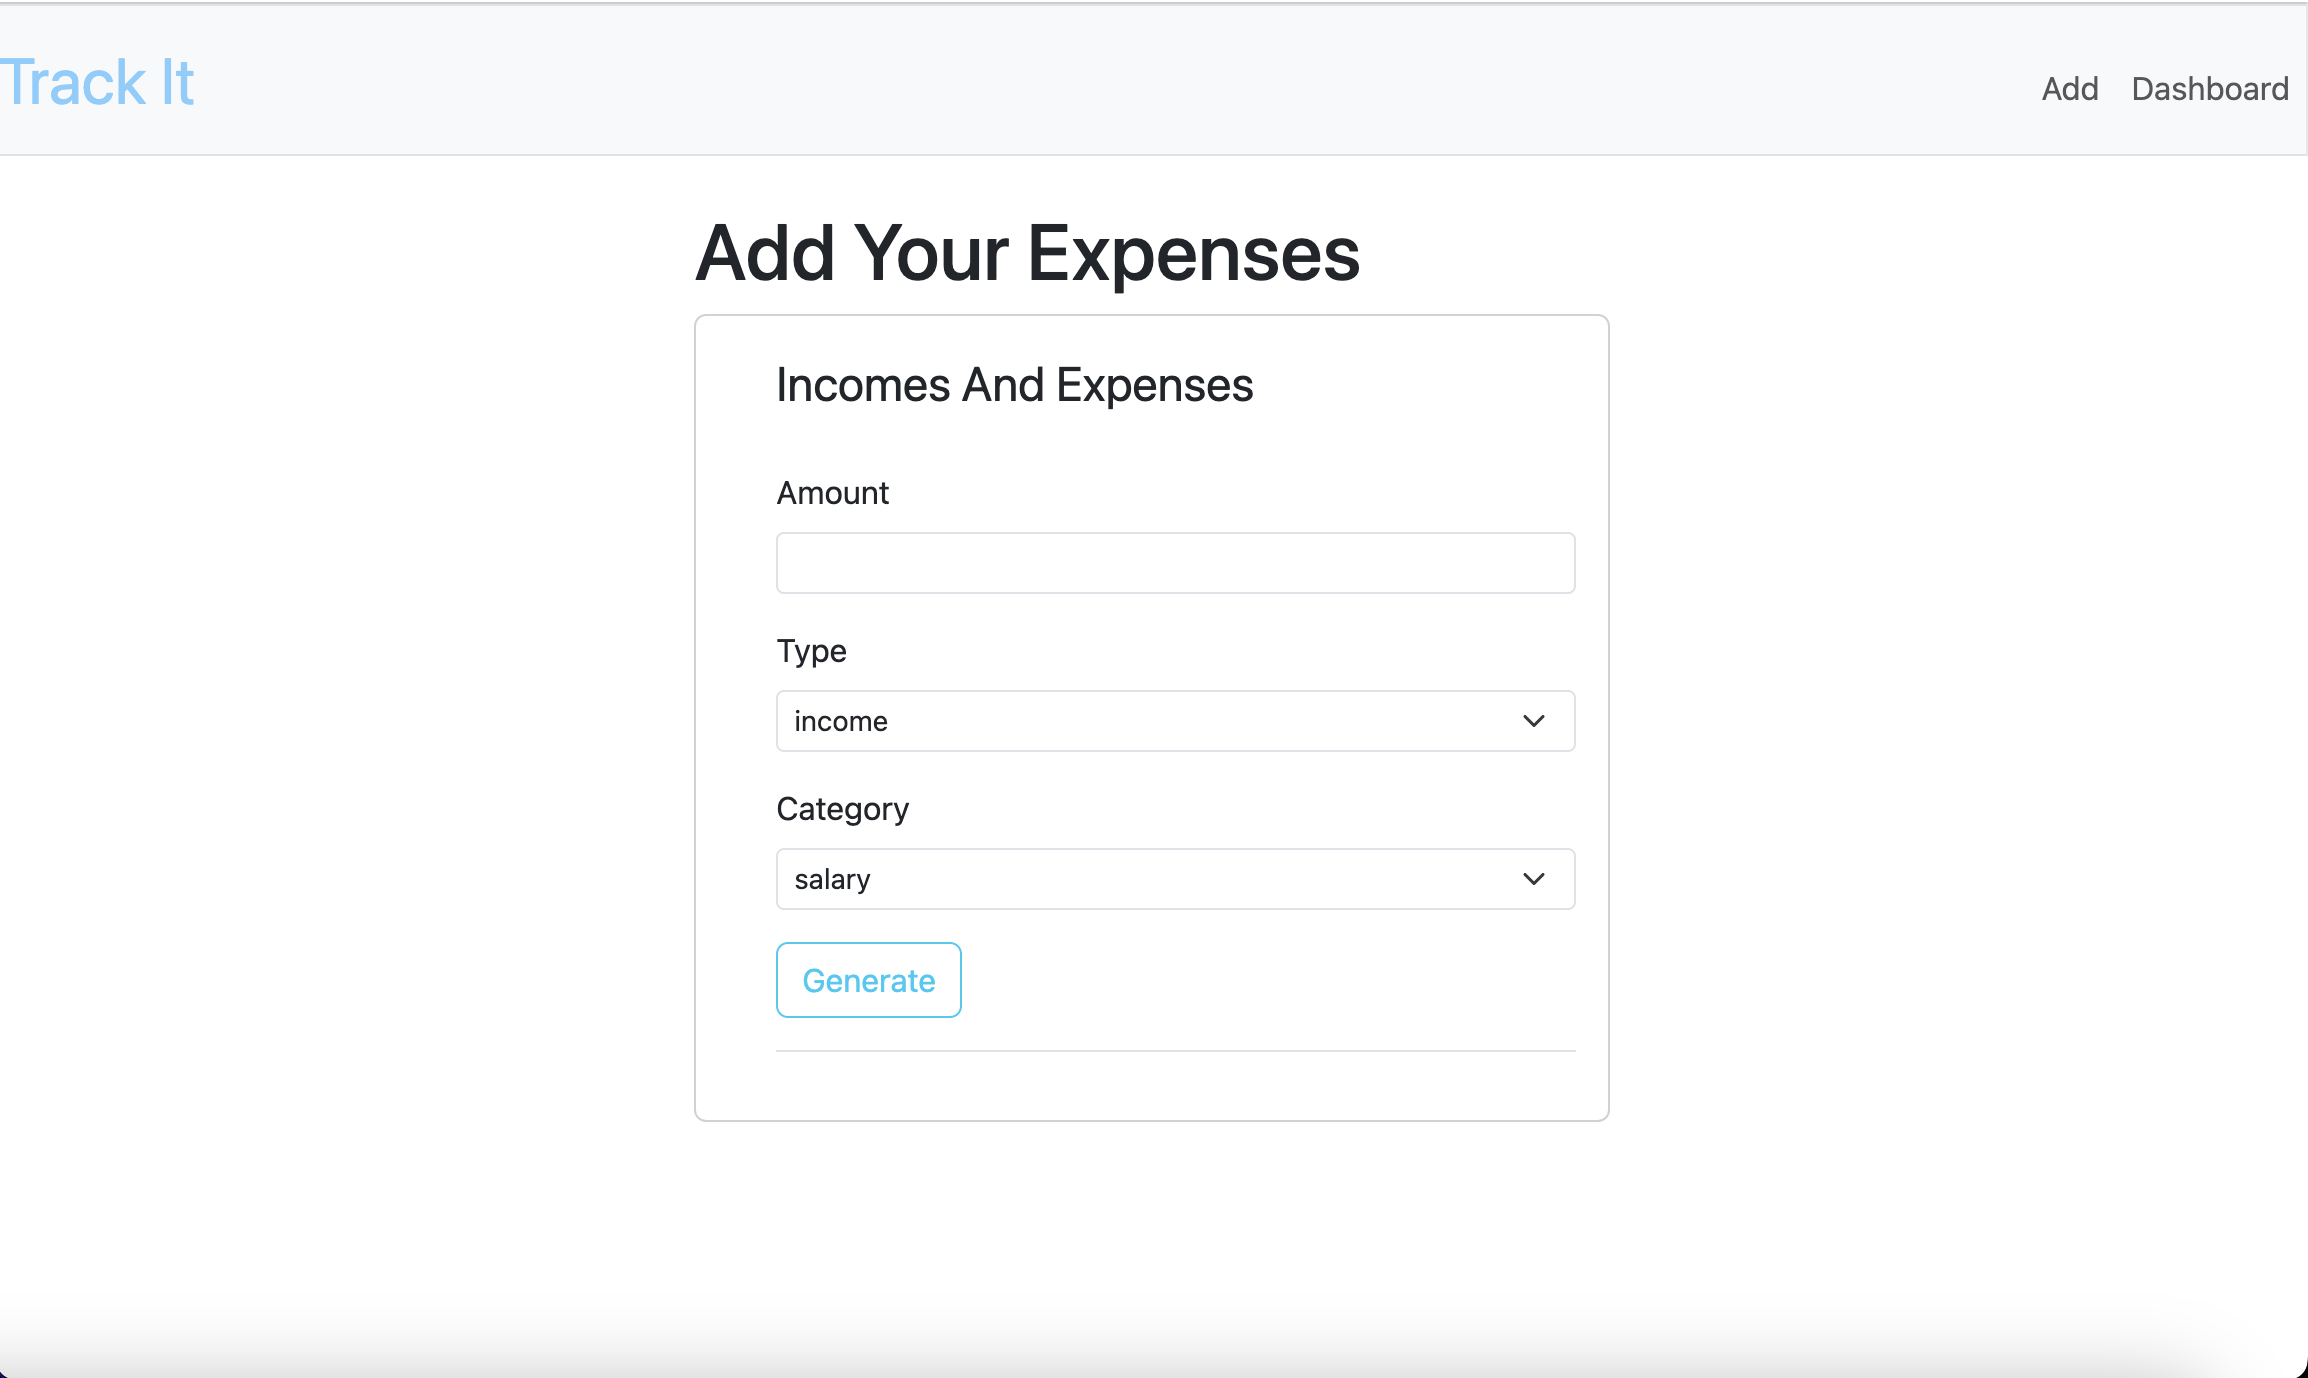 Track It
Add Dashboard
Add Your Expenses
Incomes And Expenses
Amount
Type
income
Category
salary
Generate